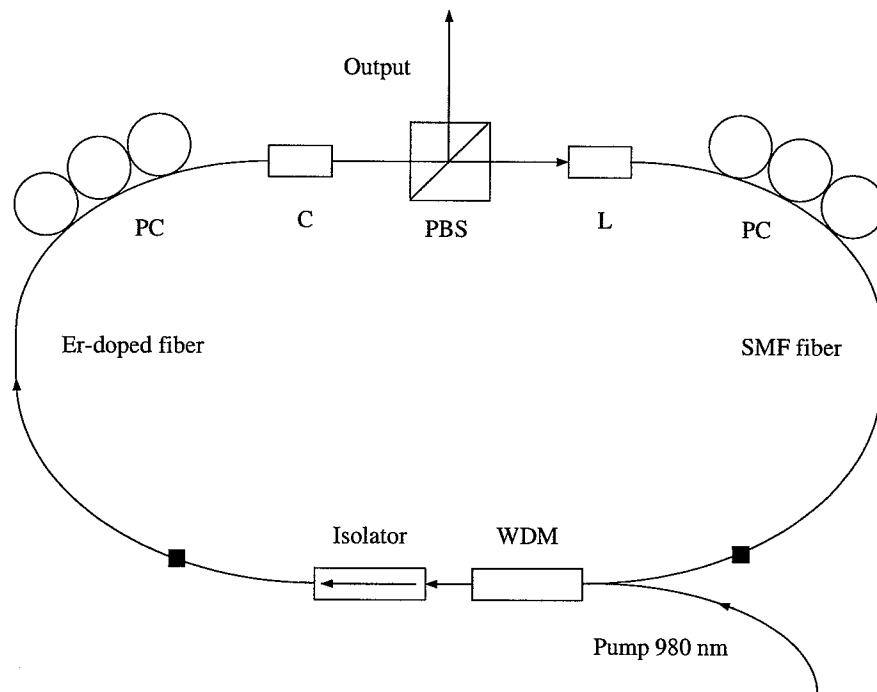 Output
PC
C
PBS
L
PC
Er-doped fiber
SMF fiber
Isolator
WDM
Pump 980 nm